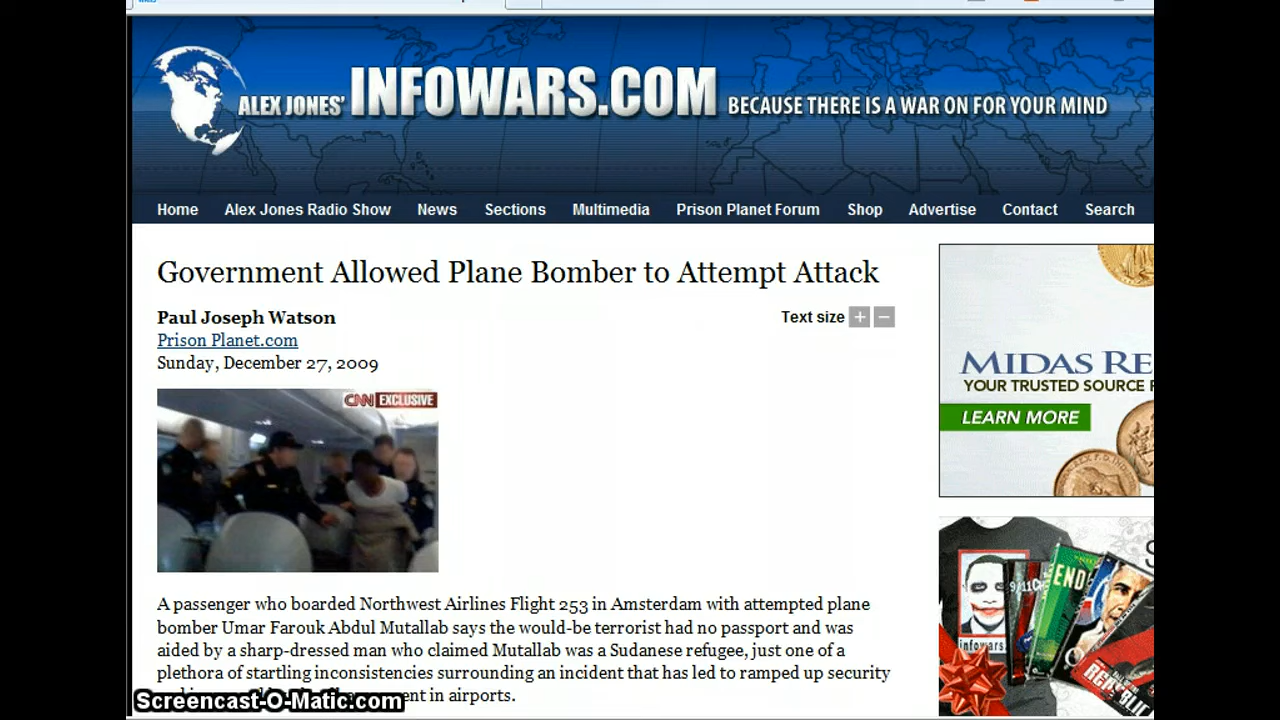 ALEX JONES' INFOWARS.COM BECAUSE THERE IS A WAR ON FOR YOUR MIND
Home Alex Jones Radio Show News Sections Multimedia Prison Planet Forum Shop Advertise Contact Search
Government Allowed Plane Bomber to Attempt Attack
Paul Joseph Watson
Text size + −
Prison Planet.com
Sunday, December 27, 2009
CNN EXCLUSIVE
A passenger who boarded Northwest Airlines Flight 253 in Amsterdam with attempted plane
bomber Umar Farouk Abdul Mutallab says the would-be terrorist had no passport and was
aided by a sharp-dressed man who claimed Mutallab was a Sudanese refugee, just one of a
plethora of startling inconsistencies surrounding an incident that has led to ramped up security
in airports.
Screencast-O-Matic.com
MIDAS RE
YOUR TRUSTED SOURCE F
LEARN MORE
9/11C
END
infowars.
REPUBLIC